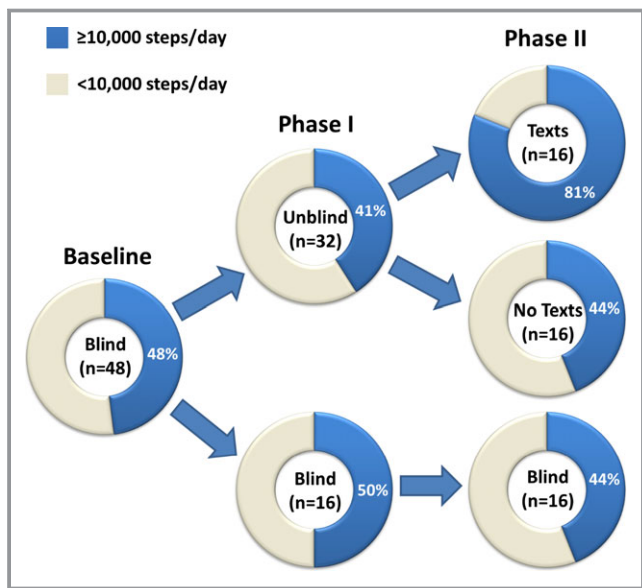 ≥10,000 steps/day
<10,000 steps/day
Phase II
Phase I
Baseline
Texts
(n=16)
81%
Unblind
(n=32)
41%
No Texts
(n=16)
44%
Blind
(n=48)
48%
Blind
(n=16)
50%
Blind
(n=16)
44%